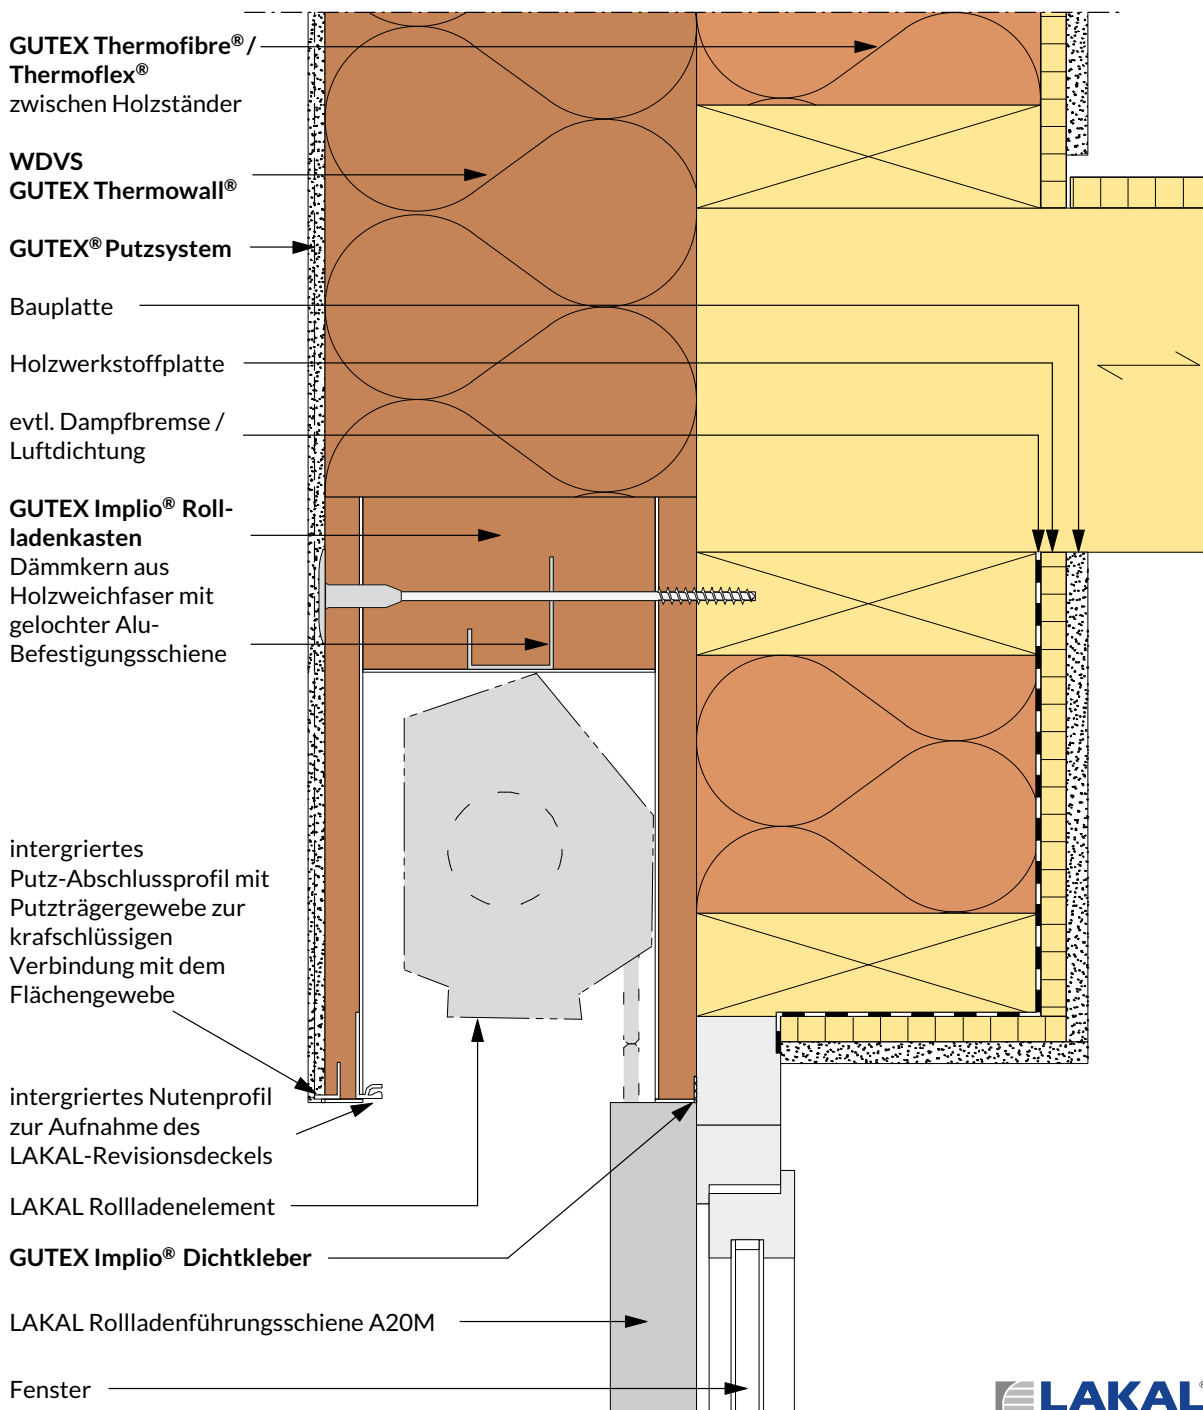 GUTEX Thermofibre® /
Thermoflex®
zwischen Holzständer
WDVS
GUTEX Thermowall®
GUTEX® Putzsystem
Bauplatte
Holzwerkstoffplatte
evtl. Dampfbremse /
Luftdichtung
GUTEX Implio® Roll-
ladenkasten
Dämmkern aus
Holzweichfaser mit
gelochter Alu-
Befestigungsschiene
intergriertes
Putz-Abschlussprofil mit
Putzträgergewebe zur
krafschlüssigen
Verbindung mit dem
Flächengewebe
intergriertes Nutenprofil
zur Aufnahme des
LAKAL-Revisionsdeckels
LAKAL Rollladenelement
GUTEX Implio® Dichtkleber
LAKAL Rollladenführungsschiene A20M
Fenster
LAKAL®